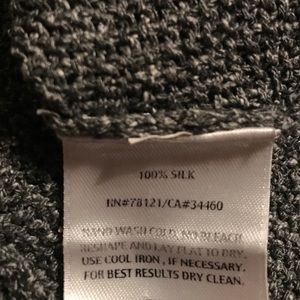 100% SILK
RN#78121/CA#34460
HAND WASH COLD, NO BLEACH
RESHAPE AND LAY FLAT TO DRY.
USE COOL IRON , IF NECESSARY.
FOR BEST RESULTS DRY CLEAN.